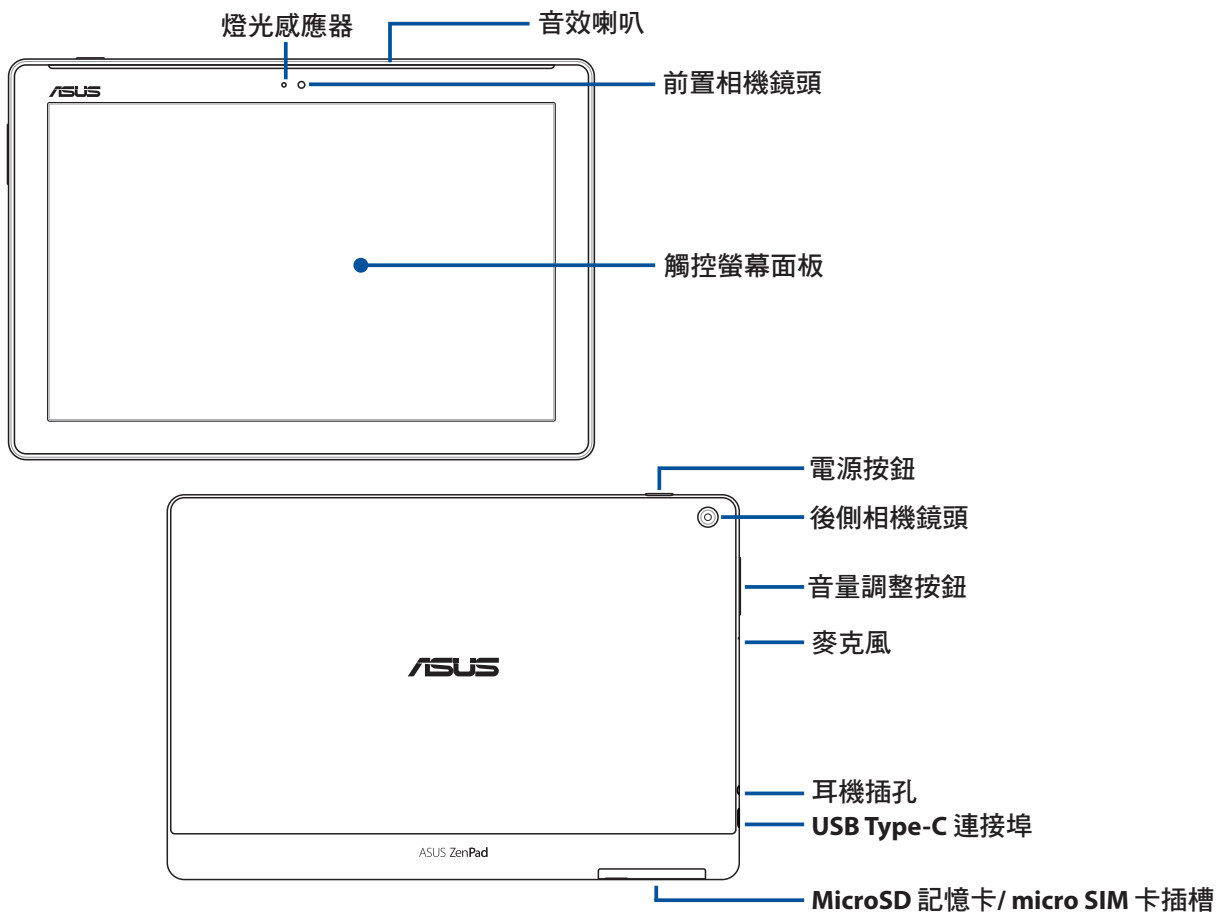 燈光感應器
音效喇叭
前置相機鏡頭
ASUS
觸控螢幕面板
電源按鈕
後側相機鏡頭
音量調整按鈕
麥克風
ASUS
耳機插孔
USB Type-C 連接埠
ASUS ZenPad
MicroSD 記憶卡/ micro SIM 卡插槽